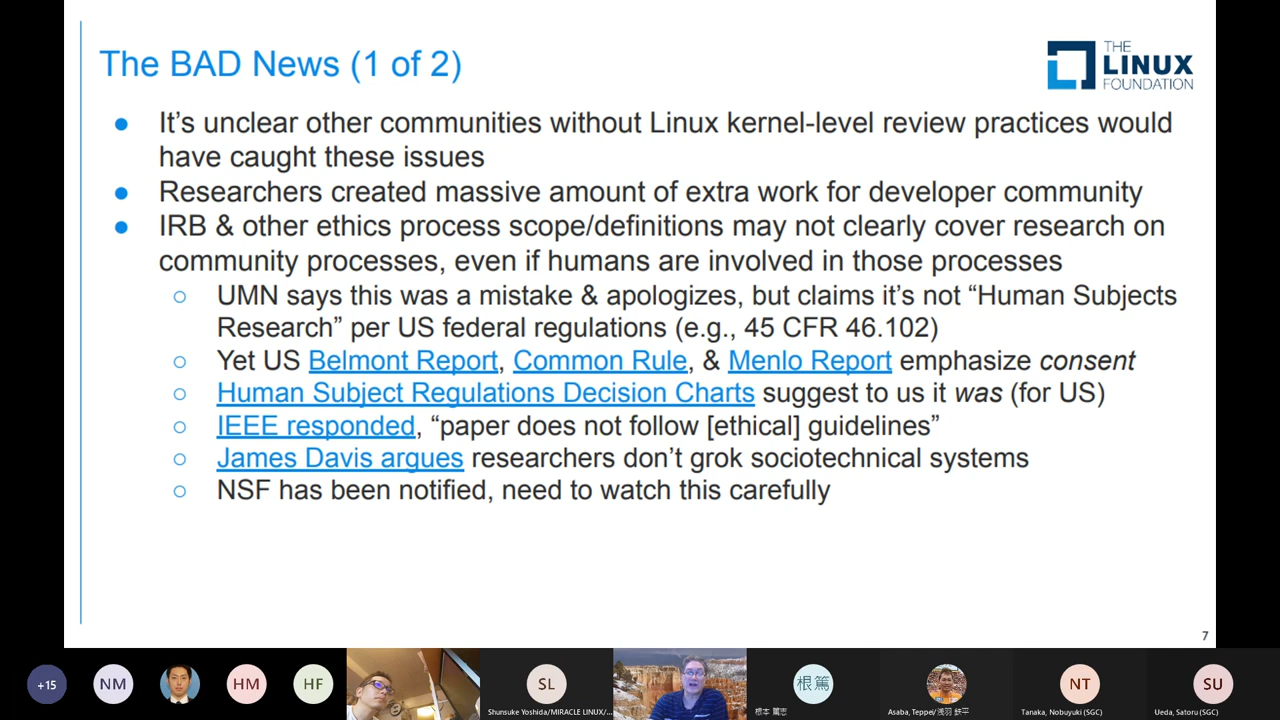 The BAD News (1 of 2)
THE
LINUX
FOUNDATION
● It's unclear other communities without Linux kernel-level review practices would
have caught these issues
● Researchers created massive amount of extra work for developer community
● IRB & other ethics process scope/definitions may not clearly cover research on
community processes, even if humans are involved in those processes
○ UMN says this was a mistake & apologizes, but claims it's not “Human Subjects
Research” per US federal regulations (e.g., 45 CFR 46.102)
○ Yet US Belmont Report, Common Rule, & Menlo Report emphasize consent
○ Human Subject Regulations Decision Charts suggest to us it was (for US)
○ IEEE responded, “paper does not follow [ethical] guidelines”
○ James Davis argues researchers don't grok sociotechnical systems
○ NSF has been notified, need to watch this carefully
7
+15
NM
HM
HF
SL
根篤
NT
SU
Shunsuke Yoshida/MIRACLE LINUX/...
根本 篤志
Asaba, Teppei/浅羽 鉄平
Tanaka, Nobuyuki (SGC)
Ueda, Satoru (SGC)